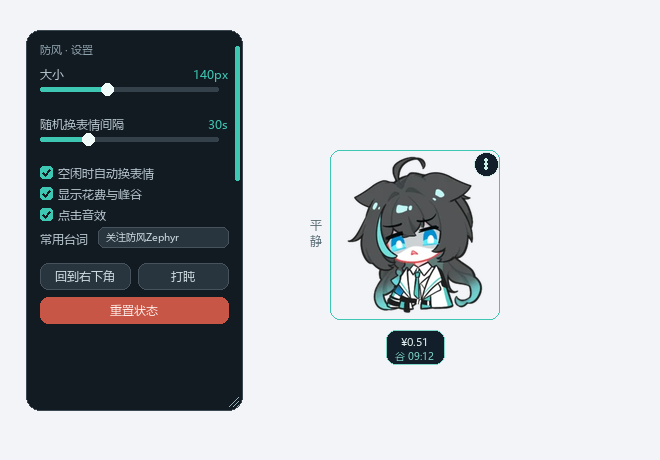 防风 · 设置
大小 140px
随机换表情间隔 30s
空闲时自动换表情
显示花费与峰谷
点击音效
常用台词 关注防风Zephyr
回到右下角 打盹
重置状态
平静
¥0.51
谷 09:12